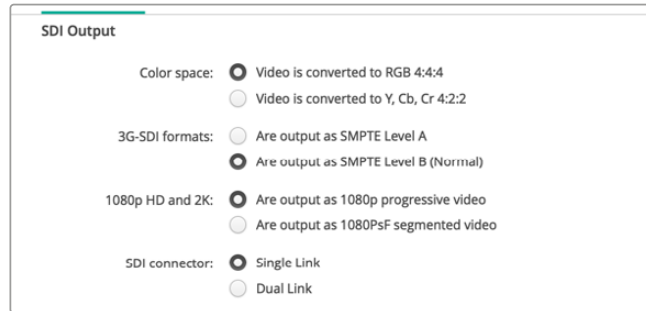 SDI Output
Color space: Video is converted to RGB 4:4:4
Video is converted to Y, Cb, Cr 4:2:2
3G-SDI formats: Are output as SMPTE Level A
Are output as SMPTE Level B (Normal)
1080p HD and 2K: Are output as 1080p progressive video
Are output as 1080PsF segmented video
SDI connector: Single Link
Dual Link